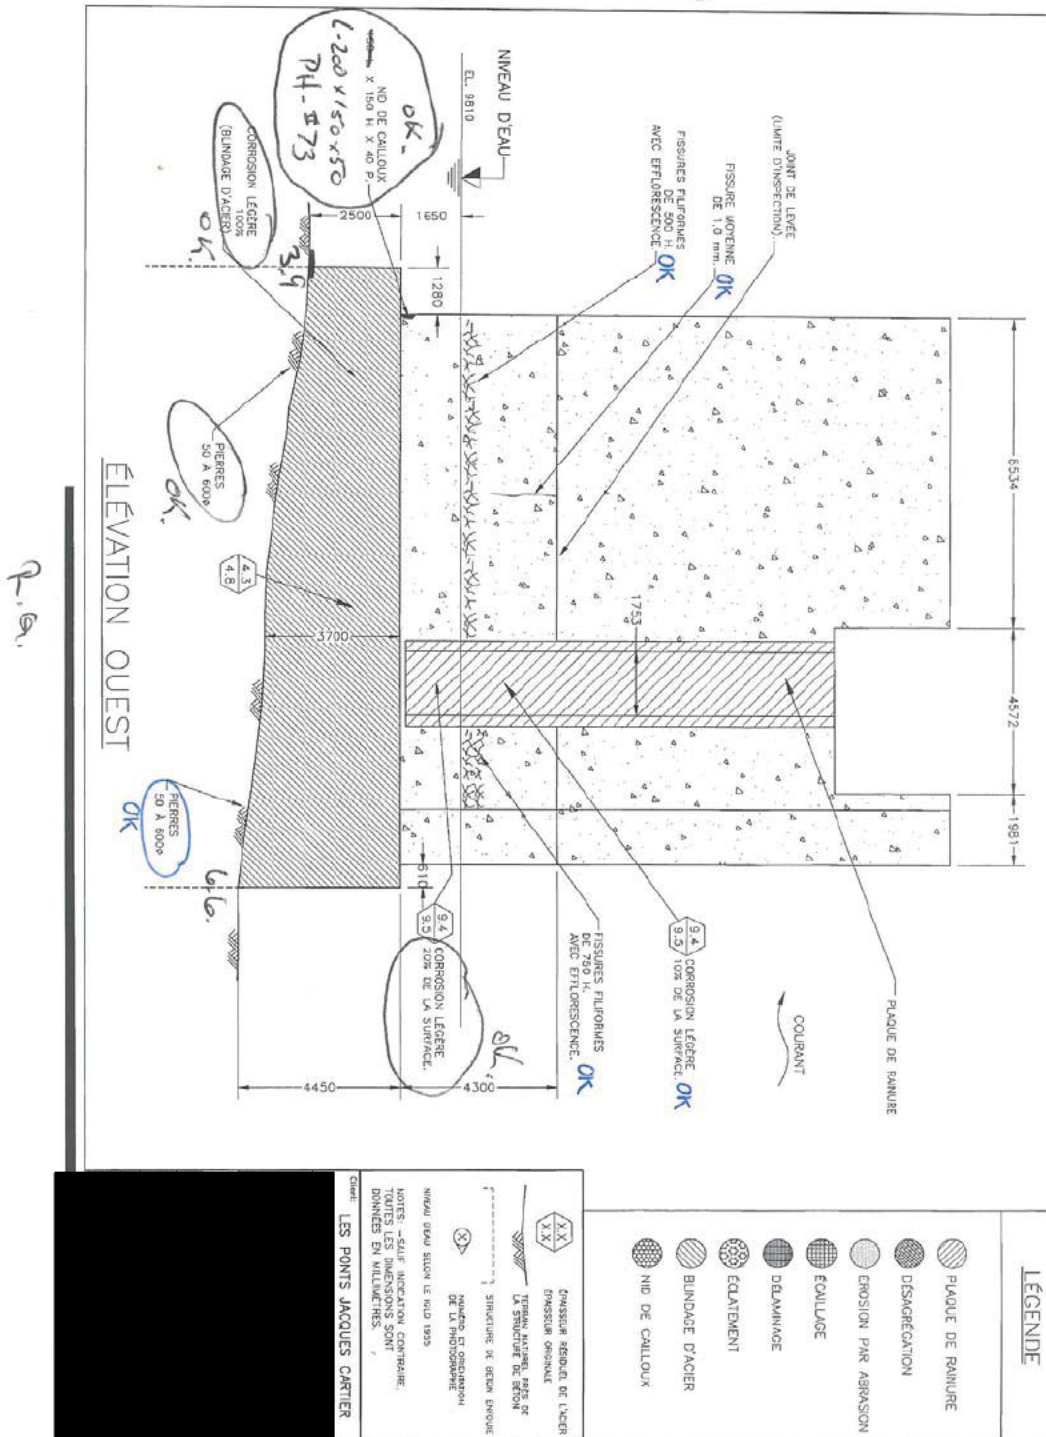 NIVEAU D'EAU
EL. 9810
JOINT DE LEVÉE
(LIMITE D'INSPECTION)
FISSURE MOYENNE
DE 1,0 mm. OK
FISSURES FILIFORMES
DE 500 H.
AVEC EFFLORESCENCE. OK
OK.
ND DE CAILLOUX
X 150 H. X 40 P.
L-200 x 150 x 50
PH-#73
CORROSION LÉGÈRE
100%
(BLINDAGE D'ACIER)
OK.
2500
1650
1280
3.9
6534
4572
1981
1753
3700
610
4450
4300
PIERRES
50 À 600ø
OK.
4.3
4.8
PIERRES
50 À 600ø
OK
6.6.
PLAQUE DE RAINURE
COURANT
9.4
9.5
CORROSION LÉGÈRE
10% DE LA SURFACE. OK
FISSURES FILIFORMES
DE 750 H.
AVEC EFFLORESCENCE. OK
9.4
9.5
CORROSION LÉGÈRE
20% DE LA SURFACE.
OK.
ÉLÉVATION OUEST
LÉGENDE
PLAQUE DE RAINURE
DÉSAGRÉGATION
ÉROSION PAR ABRASION
ÉCAILLAGE
DÉLAMINAGE
ÉCLATEMENT
BLINDAGE D'ACIER
NID DE CAILLOUX
X.X
X.X
ÉPAISSEUR RÉSIDUEL DE L'ACIER
ÉPAISSEUR ORIGINALE
TERRAIN NATUREL PRÈS DE
LA STRUCTURE DE BÉTON
STRUCTURE DE BÉTON ENFOUIE
X
NUMÉRO ET ORIENTATION
DE LA PHOTOGRAPHIE
NIVEAU D'EAU SELON LE IGLD 1955
NOTES: -SAUF INDICATION CONTRAIRE,
TOUTES LES DIMENSIONS SONT
DONNÉES EN MILLIMÈTRES.
Client: LES PONTS JACQUES CARTIER